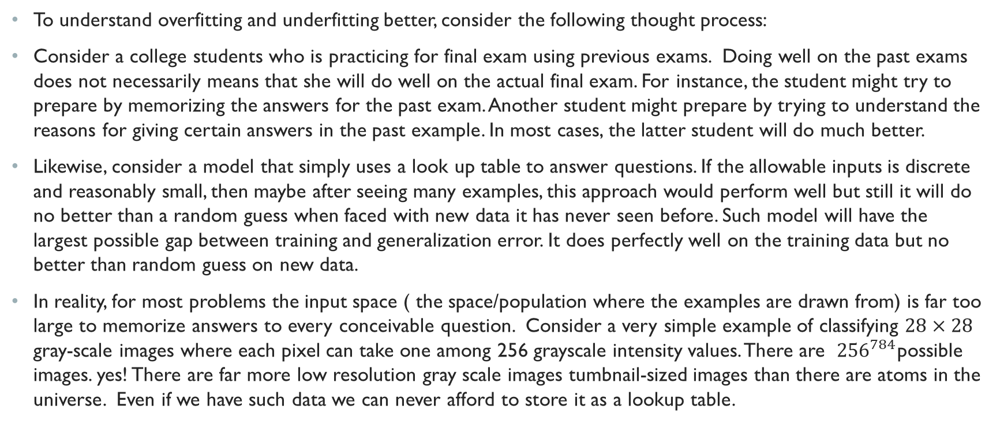 • To understand overfitting and underfitting better, consider the following thought process:
• Consider a college students who is practicing for final exam using previous exams. Doing well on the past exams
does not necessarily means that she will do well on the actual final exam. For instance, the student might try to
prepare by memorizing the answers for the past exam. Another student might prepare by trying to understand the
reasons for giving certain answers in the past example. In most cases, the latter student will do much better.
• Likewise, consider a model that simply uses a look up table to answer questions. If the allowable inputs is discrete
and reasonably small, then maybe after seeing many examples, this approach would perform well but still it will do
no better than a random guess when faced with new data it has never seen before. Such model will have the
largest possible gap between training and generalization error. It does perfectly well on the training data but no
better than random guess on new data.
• In reality, for most problems the input space ( the space/population where the examples are drawn from) is far too
large to memorize answers to every conceivable question. Consider a very simple example of classifying 28 × 28
gray-scale images where each pixel can take one among 256 grayscale intensity values. There are 256⁷⁸⁴ possible
images. yes! There are far more low resolution gray scale images tumbnail-sized images than there are atoms in the
universe. Even if we have such data we can never afford to store it as a lookup table.